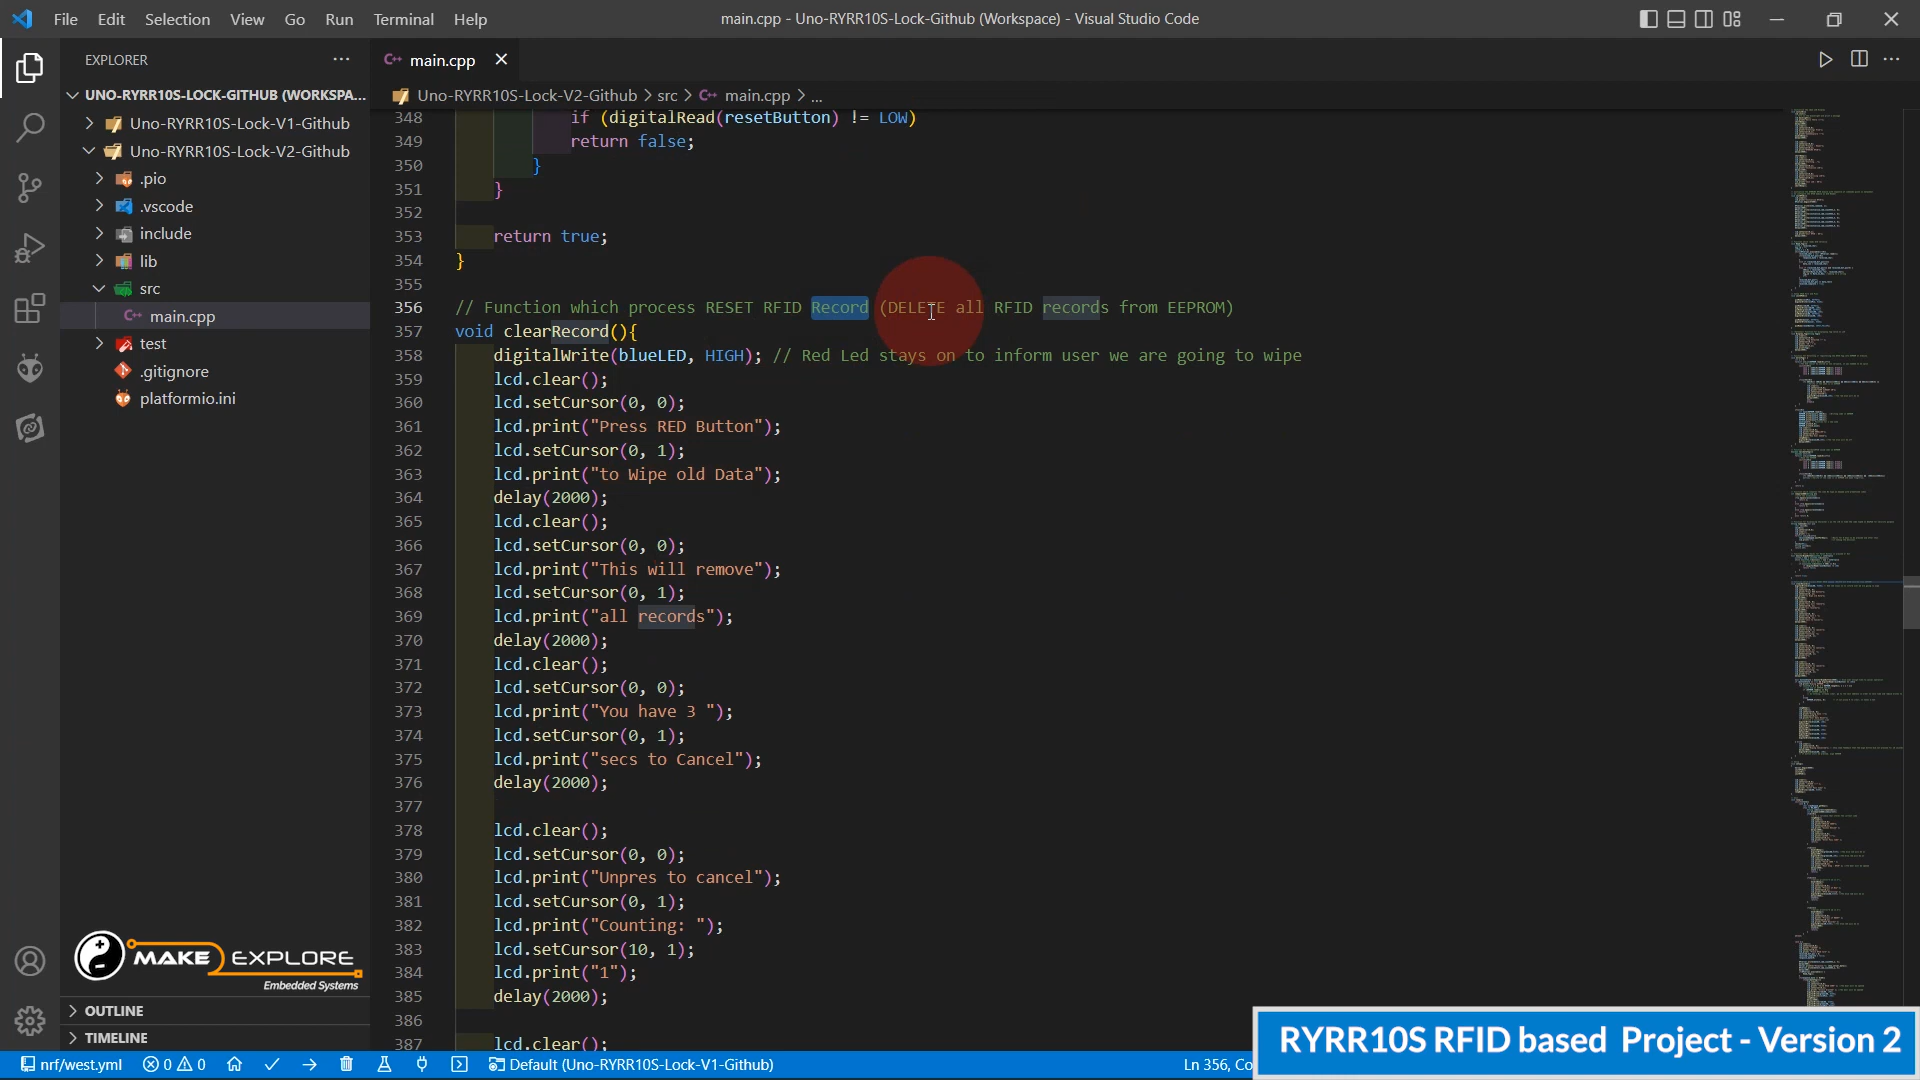 File Edit Selection View Go Run Terminal Help
main.cpp - Uno-RYRR10S-Lock-Github (Workspace) - Visual Studio Code
EXPLORER
UNO-RYRR10S-LOCK-GITHUB (WORKSPA...
Uno-RYRR10S-Lock-V1-Github
Uno-RYRR10S-Lock-V2-Github
.pio
.vscode
include
lib
src
main.cpp
test
.gitignore
platformio.ini
MAKE EXPLORE
Embedded Systems
OUTLINE
TIMELINE
main.cpp
Uno-RYRR10S-Lock-V2-Github > src > main.cpp > ...
348 if (digitalRead(resetButton) != LOW)
349 return false;
350 }
351 }
352
353 return true;
354 }
355
356 // Function which process RESET RFID Record (DELETE all RFID records from EEPROM)
357 void clearRecord(){
358 digitalWrite(blueLED, HIGH); // Red Led stays on to inform user we are going to wipe
359 lcd.clear();
360 lcd.setCursor(0, 0);
361 lcd.print("Press RED Button");
362 lcd.setCursor(0, 1);
363 lcd.print("to Wipe old Data");
364 delay(2000);
365 lcd.clear();
366 lcd.setCursor(0, 0);
367 lcd.print("This will remove");
368 lcd.setCursor(0, 1);
369 lcd.print("all records");
370 delay(2000);
371 lcd.clear();
372 lcd.setCursor(0, 0);
373 lcd.print("You have 3 ");
374 lcd.setCursor(0, 1);
375 lcd.print("secs to Cancel");
376 delay(2000);
377
378 lcd.clear();
379 lcd.setCursor(0, 0);
380 lcd.print("Unpres to cancel");
381 lcd.setCursor(0, 1);
382 lcd.print("Counting: ");
383 lcd.setCursor(10, 1);
384 lcd.print("1");
385 delay(2000);
386
387 lcd.clear();
RYRR10S RFID based Project - Version 2
nrf/west.yml 0 0 Default (Uno-RYRR10S-Lock-V1-Github) Ln 356, Co